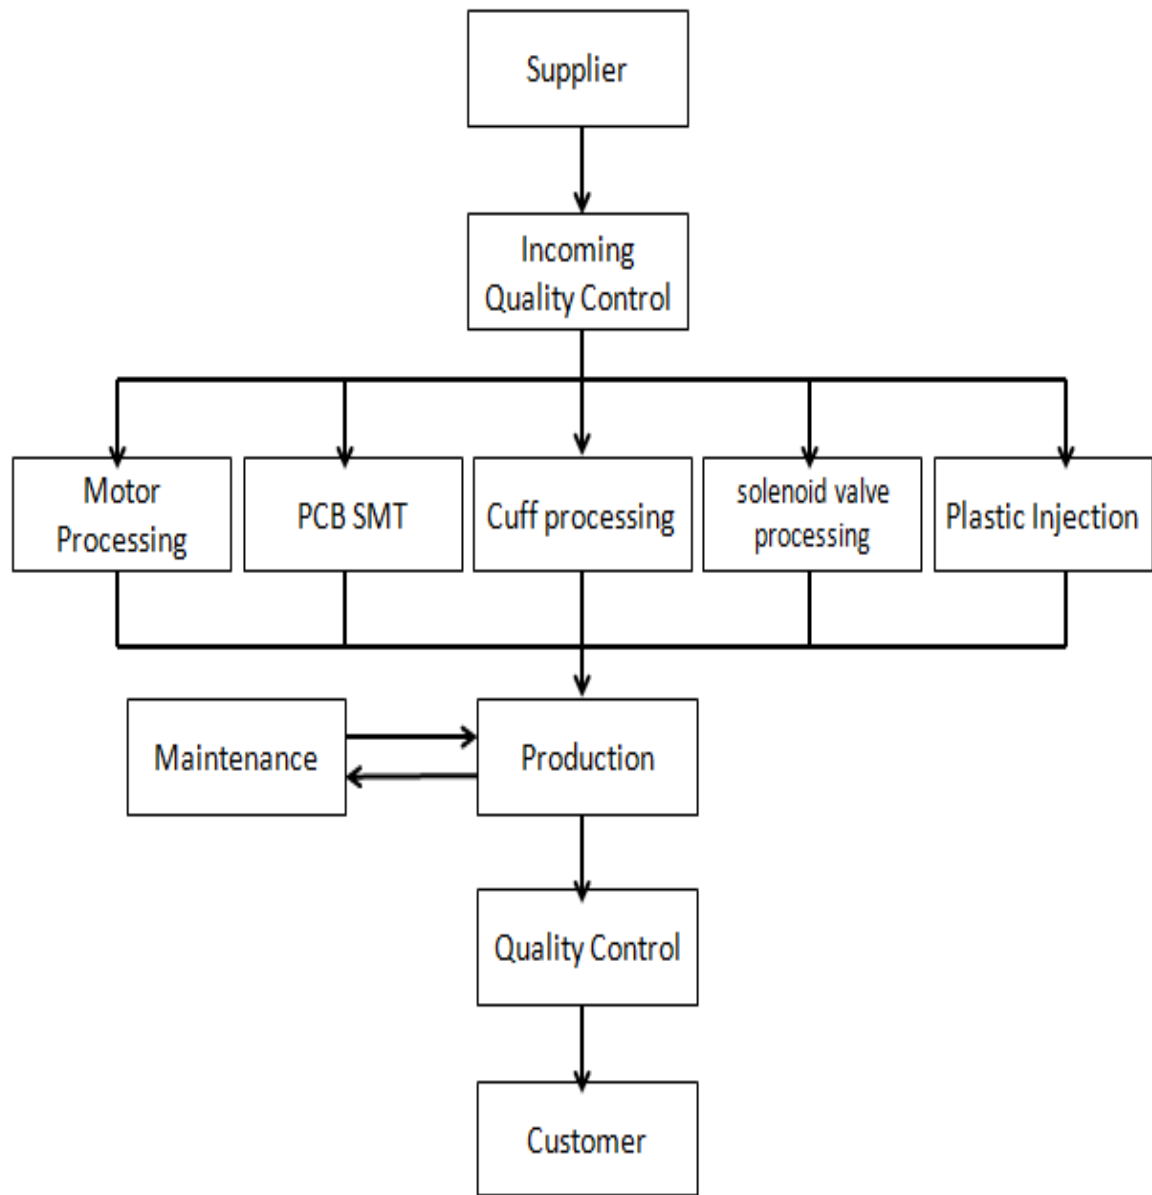 Supplier
Incoming
Quality Control
Motor
Processing
PCB SMT
Cuff processing
solenoid valve
processing
Plastic Injection
Maintenance
Production
Quality Control
Customer